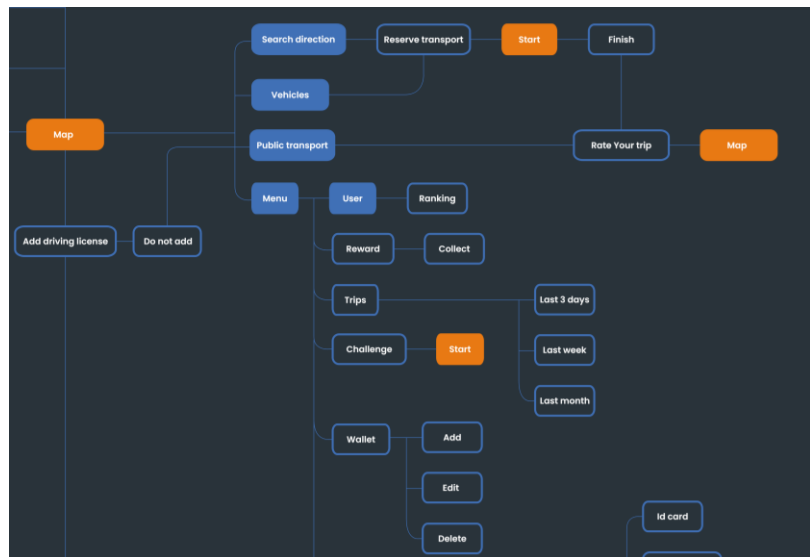 Search direction
Reserve transport
Start
Finish
Vehicles
Map
Public transport
Rate Your trip
Map
Menu
User
Ranking
Add driving license
Do not add
Reward
Collect
Trips
Last 3 days
Challenge
Start
Last week
Last month
Wallet
Add
Edit
Id card
Delete